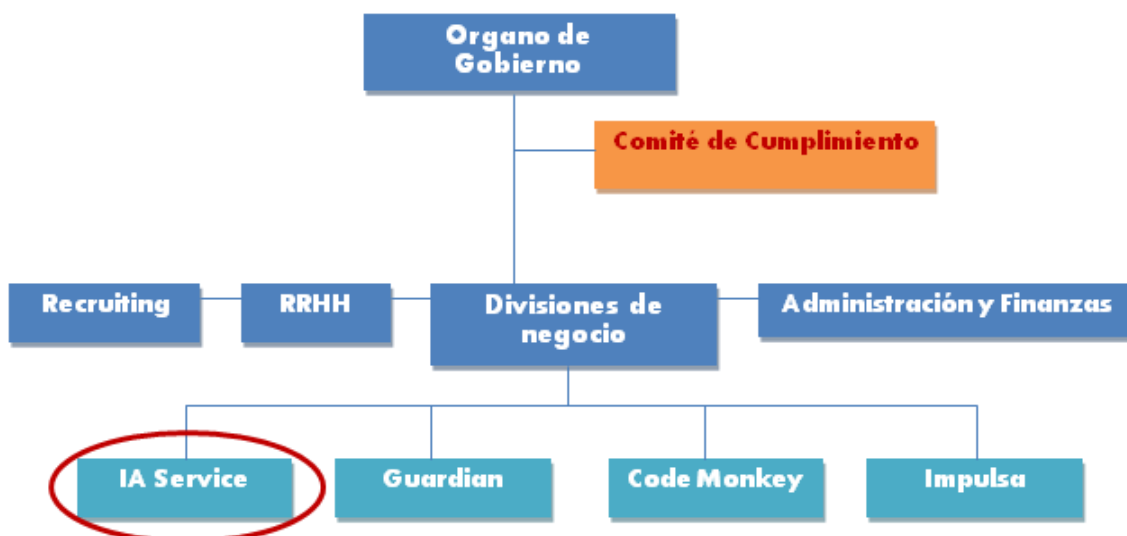 Organo de
Gobierno
Comité de Cumplimiento
Recruiting
RRHH
Divisiones de
negocio
Administración y Finanzas
IA Service
Guardian
Code Monkey
Impulsa